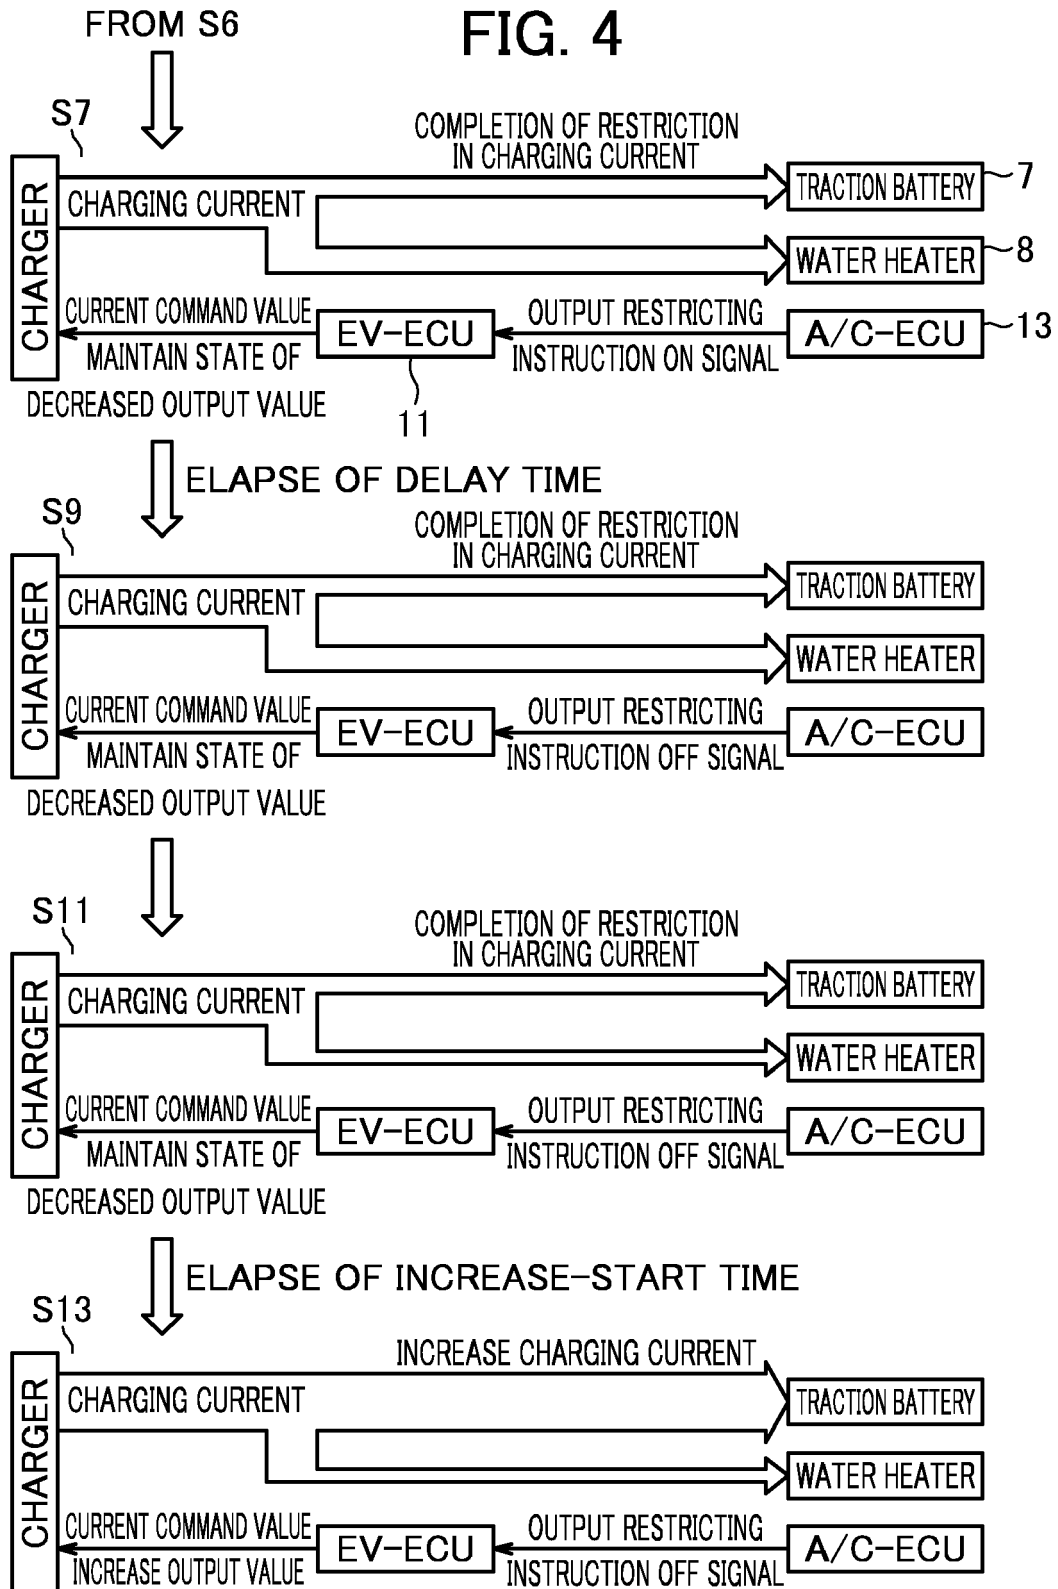 FROM S6
FIG. 4
S7
COMPLETION OF RESTRICTION
IN CHARGING CURRENT
CHARGER
CHARGING CURRENT
TRACTION BATTERY
7
WATER HEATER
8
CURRENT COMMAND VALUE
MAINTAIN STATE OF
DECREASED OUTPUT VALUE
EV-ECU
11
OUTPUT RESTRICTING
INSTRUCTION ON SIGNAL
A/C-ECU
13
ELAPSE OF DELAY TIME
S9
COMPLETION OF RESTRICTION
IN CHARGING CURRENT
CHARGER
CHARGING CURRENT
TRACTION BATTERY
WATER HEATER
CURRENT COMMAND VALUE
MAINTAIN STATE OF
DECREASED OUTPUT VALUE
EV-ECU
OUTPUT RESTRICTING
INSTRUCTION OFF SIGNAL
A/C-ECU
S11
COMPLETION OF RESTRICTION
IN CHARGING CURRENT
CHARGER
CHARGING CURRENT
TRACTION BATTERY
WATER HEATER
CURRENT COMMAND VALUE
MAINTAIN STATE OF
DECREASED OUTPUT VALUE
EV-ECU
OUTPUT RESTRICTING
INSTRUCTION OFF SIGNAL
A/C-ECU
ELAPSE OF INCREASE-START TIME
S13
INCREASE CHARGING CURRENT
CHARGER
CHARGING CURRENT
TRACTION BATTERY
WATER HEATER
CURRENT COMMAND VALUE
INCREASE OUTPUT VALUE
EV-ECU
OUTPUT RESTRICTING
INSTRUCTION OFF SIGNAL
A/C-ECU